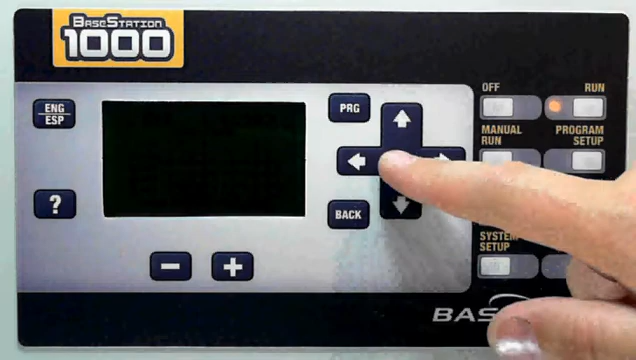 BASESTATION
1000
ENG
ESP
PRG
OFF
RUN
MANUAL
RUN
PROGRAM
SETUP
?
BACK
SYSTEM
SETUP
- +
BAS